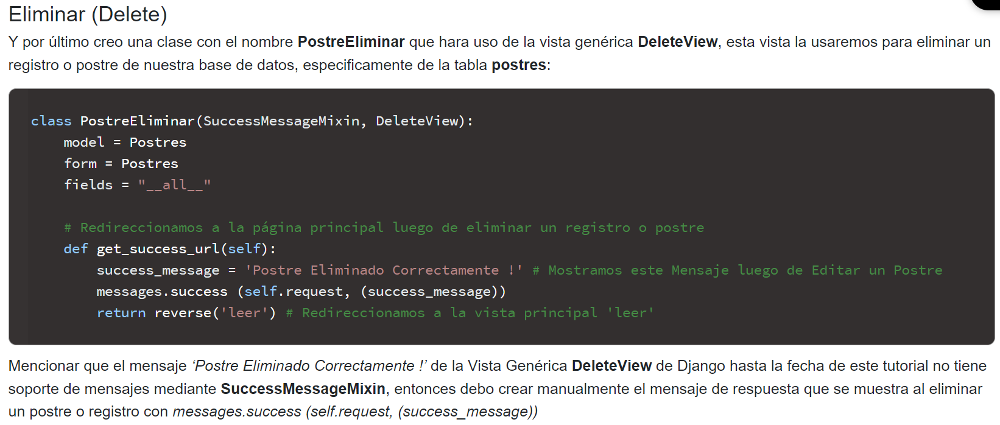 Eliminar (Delete)
Y por último creo una clase con el nombre PostreEliminar que hara uso de la vista genérica DeleteView, esta vista la usaremos para eliminar un
registro o postre de nuestra base de datos, especificamente de la tabla postres:
class PostreEliminar(SuccessMessageMixin, DeleteView):
    model = Postres
    form = Postres
    fields = "__all__"
    # Redireccionamos a la página principal luego de eliminar un registro o postre
    def get_success_url(self):
        success_message = 'Postre Eliminado Correctamente !' # Mostramos este Mensaje luego de Editar un Postre
        messages.success (self.request, (success_message))
        return reverse('leer') # Redireccionamos a la vista principal 'leer'
Mencionar que el mensaje ‘Postre Eliminado Correctamente !’ de la Vista Genérica DeleteView de Django hasta la fecha de este tutorial no tiene
soporte de mensajes mediante SuccessMessageMixin, entonces debo crear manualmente el mensaje de respuesta que se muestra al eliminar
un postre o registro con messages.success (self.request, (success_message))